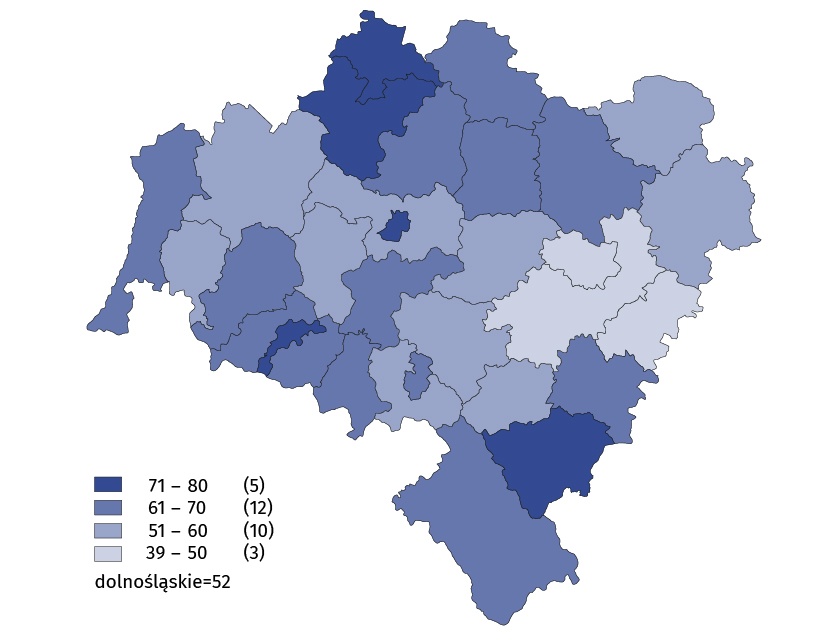 71 – 80 (5)
61 – 70 (12)
51 – 60 (10)
39 – 50 (3)
dolnośląskie=52